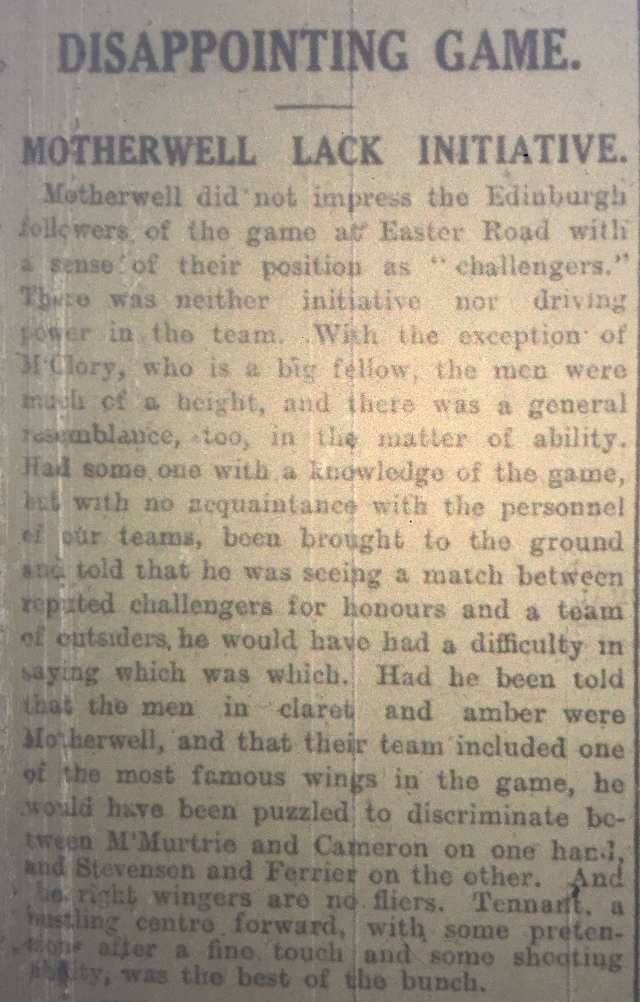 DISAPPOINTING GAME.
MOTHERWELL LACK INITIATIVE.
Motherwell did not impress the Edinburgh
followers of the game at Easter Road with
a sense of their position as "challengers."
There was neither initiative nor driving
power in the team. With the exception of
M'Clory, who is a big fellow, the men were
much of a height, and there was a general
resemblance, too, in the matter of ability.
Had some one with a knowledge of the game,
but with no acquaintance with the personnel
of our teams, been brought to the ground
and told that he was seeing a match between
reputed challengers for honours and a team
of outsiders, he would have had a difficulty in
saying which was which. Had he been told
that the men in claret and amber were
Motherwell, and that their team included one
of the most famous wings in the game, he
would have been puzzled to discriminate be-
tween M'Murtrie and Cameron on one hand,
and Stevenson and Ferrier on the other. And
he right wingers are no fliers. Tennant, a
bustling centre forward, with some preten-
tions after a fine touch and some shooting
ability, was the best of the bunch.